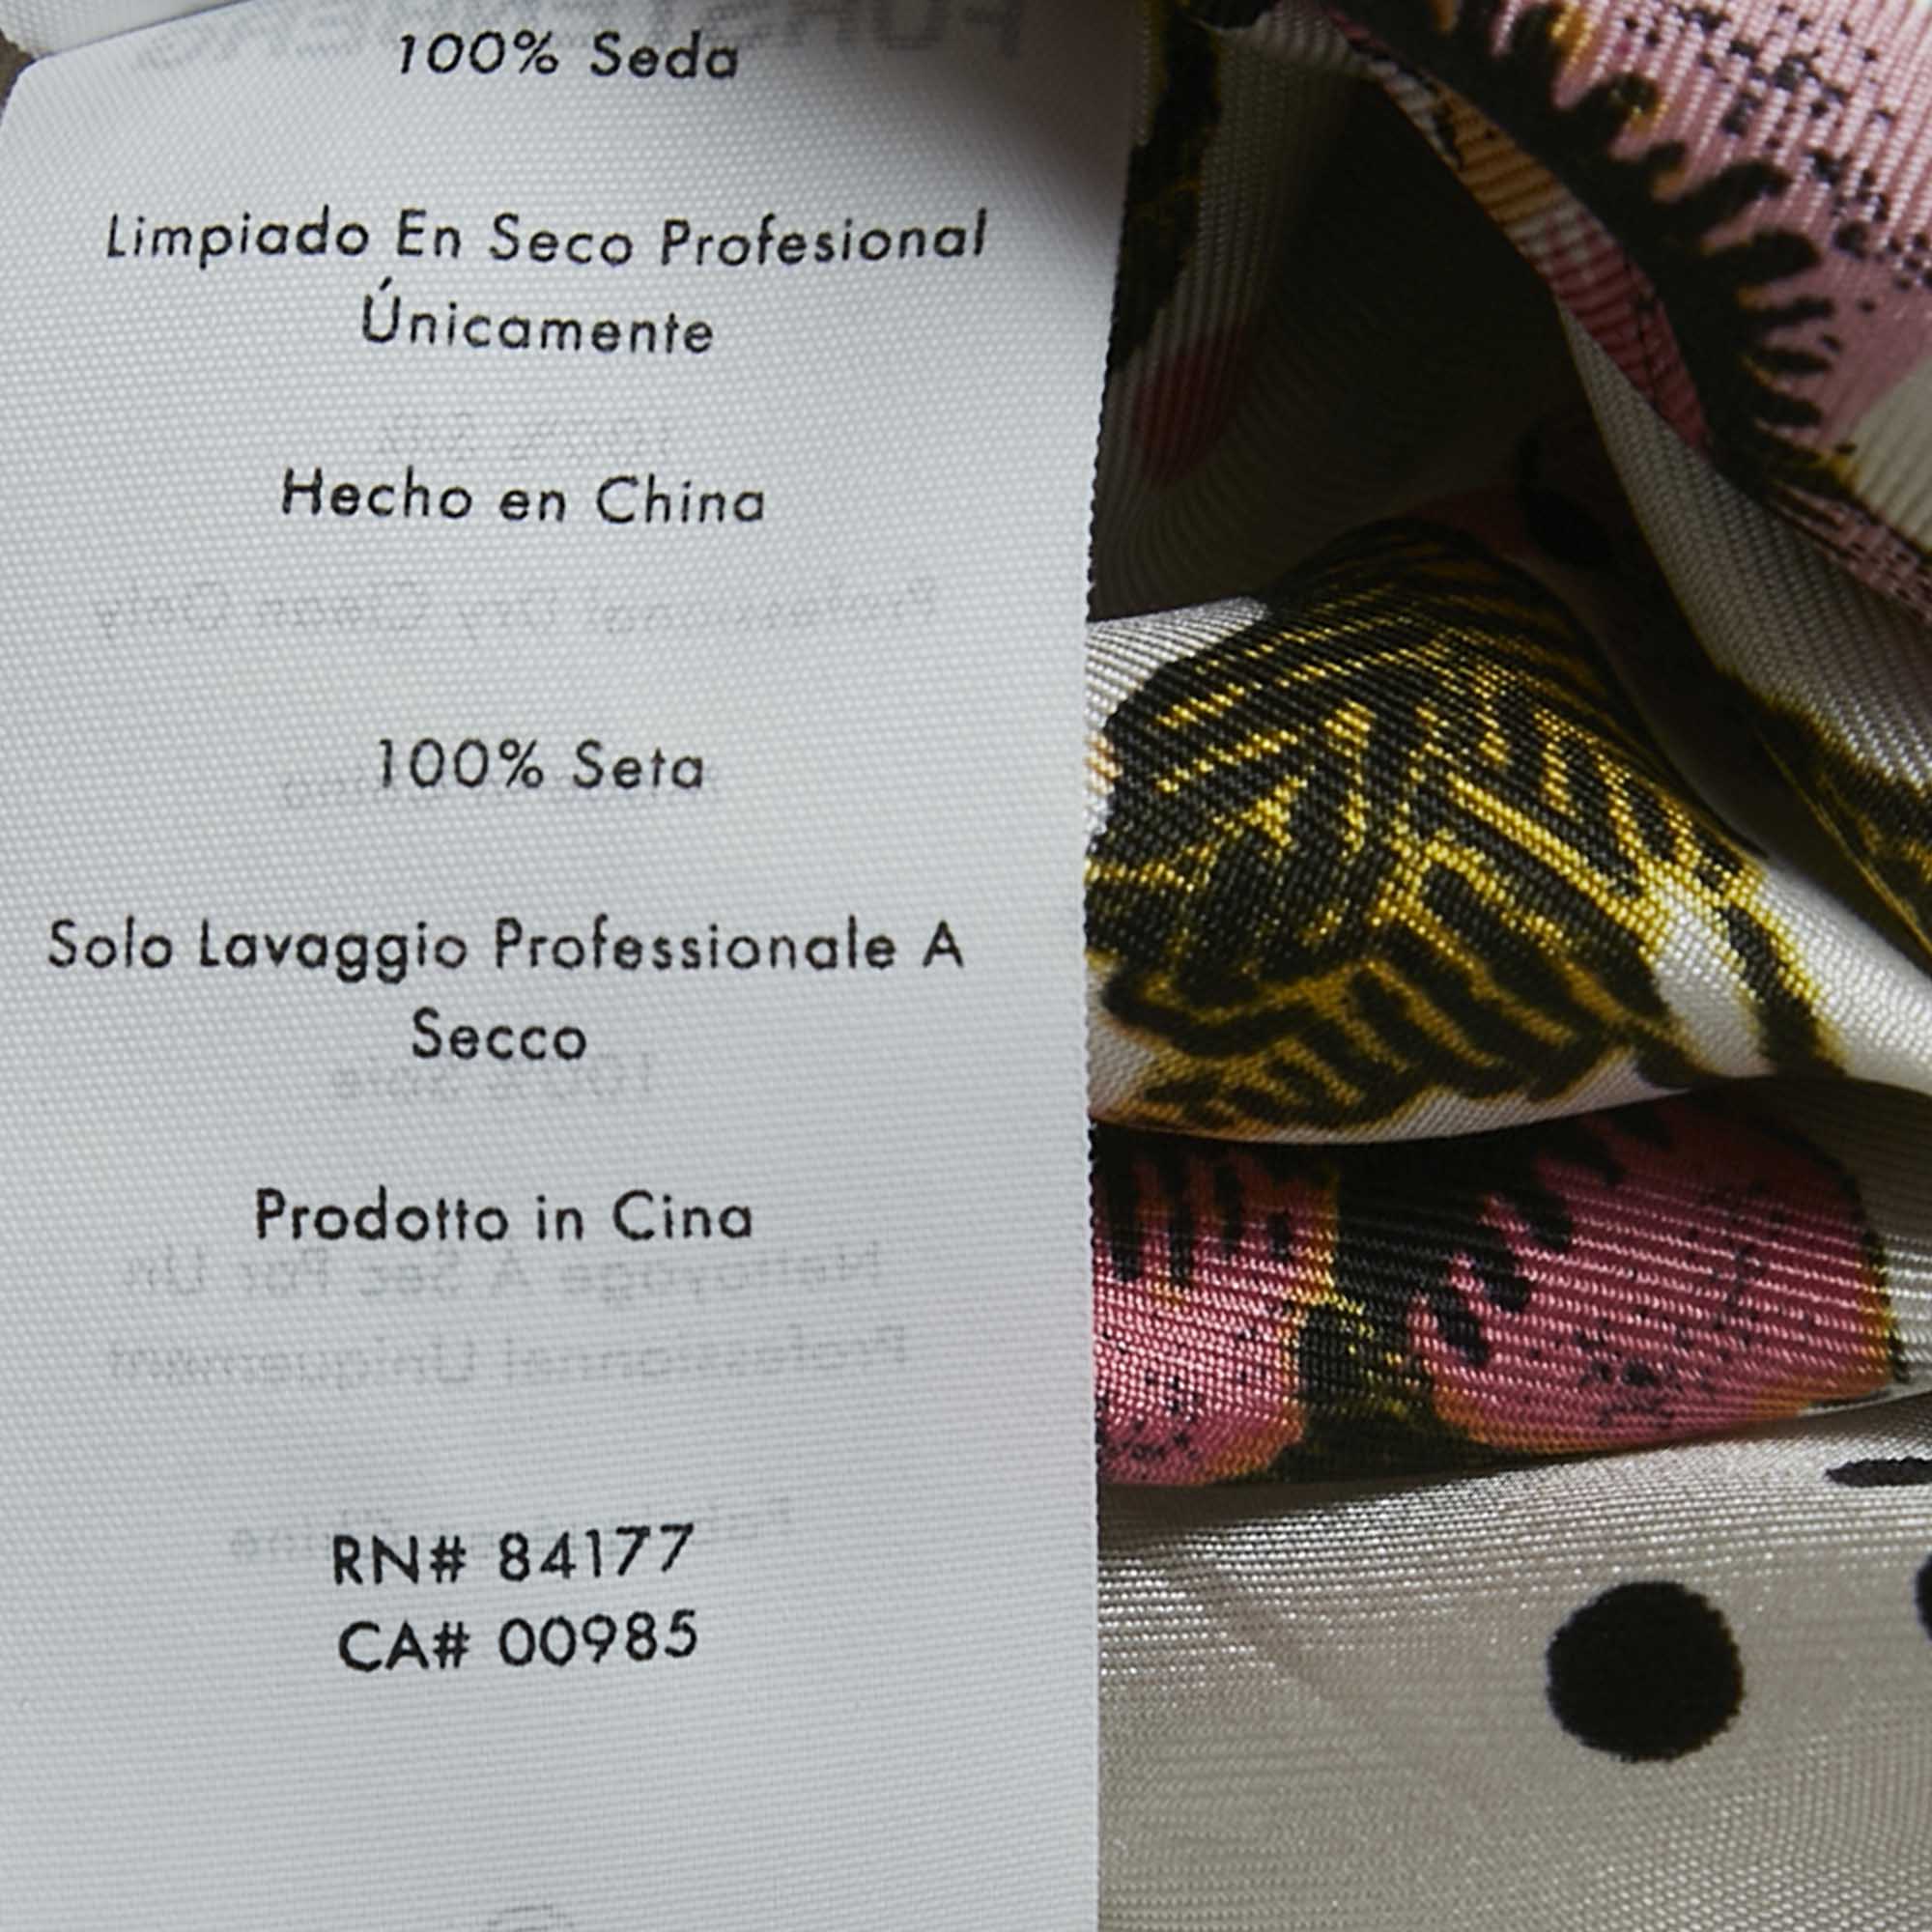 100% Seda
Limpiado En Seco Profesional
Únicamente
Hecho en China
100% Seta
Solo Lavaggio Professionale A
Secco
Prodotto in Cina
RN# 84177
CA# 00985